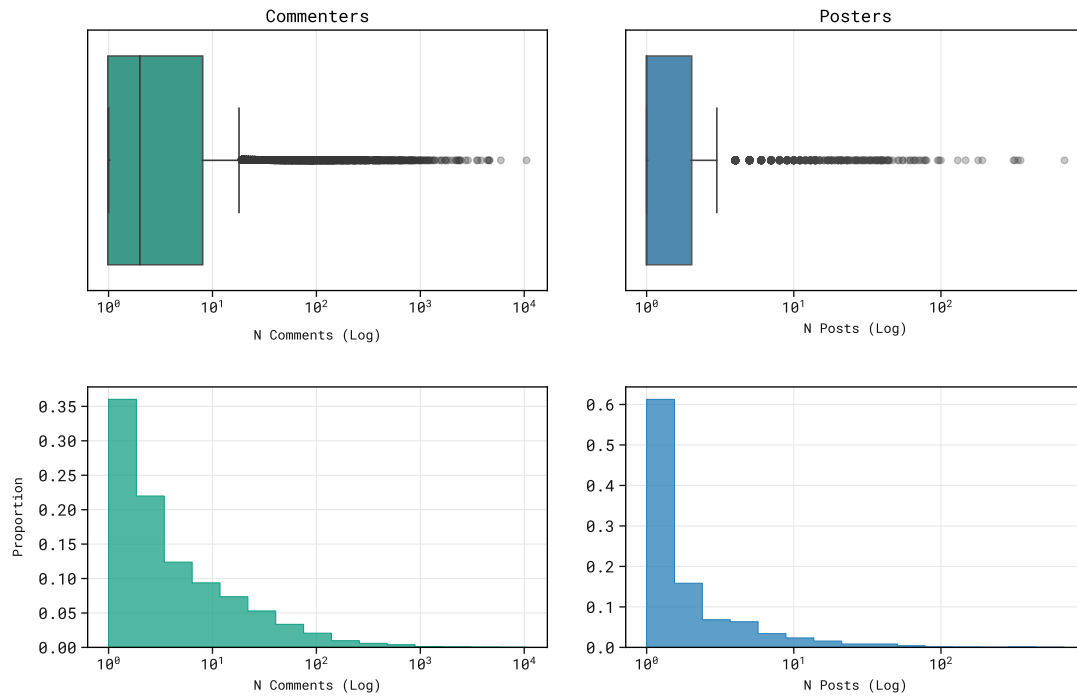 Commenters
Posters
10⁰ 10¹ 10² 10³ 10⁴
N Comments (Log)
10⁰ 10¹ 10²
N Posts (Log)
Proportion
0.35
0.30
0.25
0.20
0.15
0.10
0.05
0.00
10⁰ 10¹ 10² 10³ 10⁴
N Comments (Log)
0.6
0.5
0.4
0.3
0.2
0.1
0.0
10⁰ 10¹ 10²
N Posts (Log)